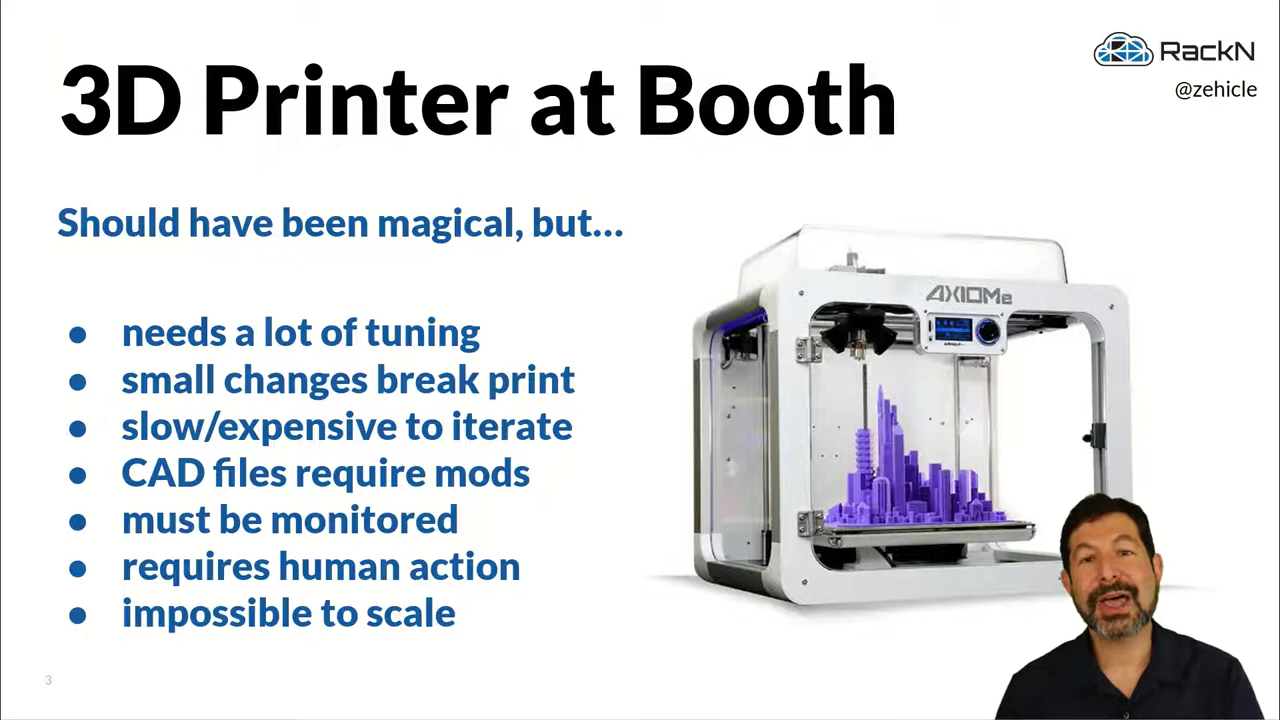 3D Printer at Booth
RackN
@zehicle
Should have been magical, but...
● needs a lot of tuning
● small changes break print
● slow/expensive to iterate
● CAD files require mods
● must be monitored
● requires human action
● impossible to scale
AXIOMe
3